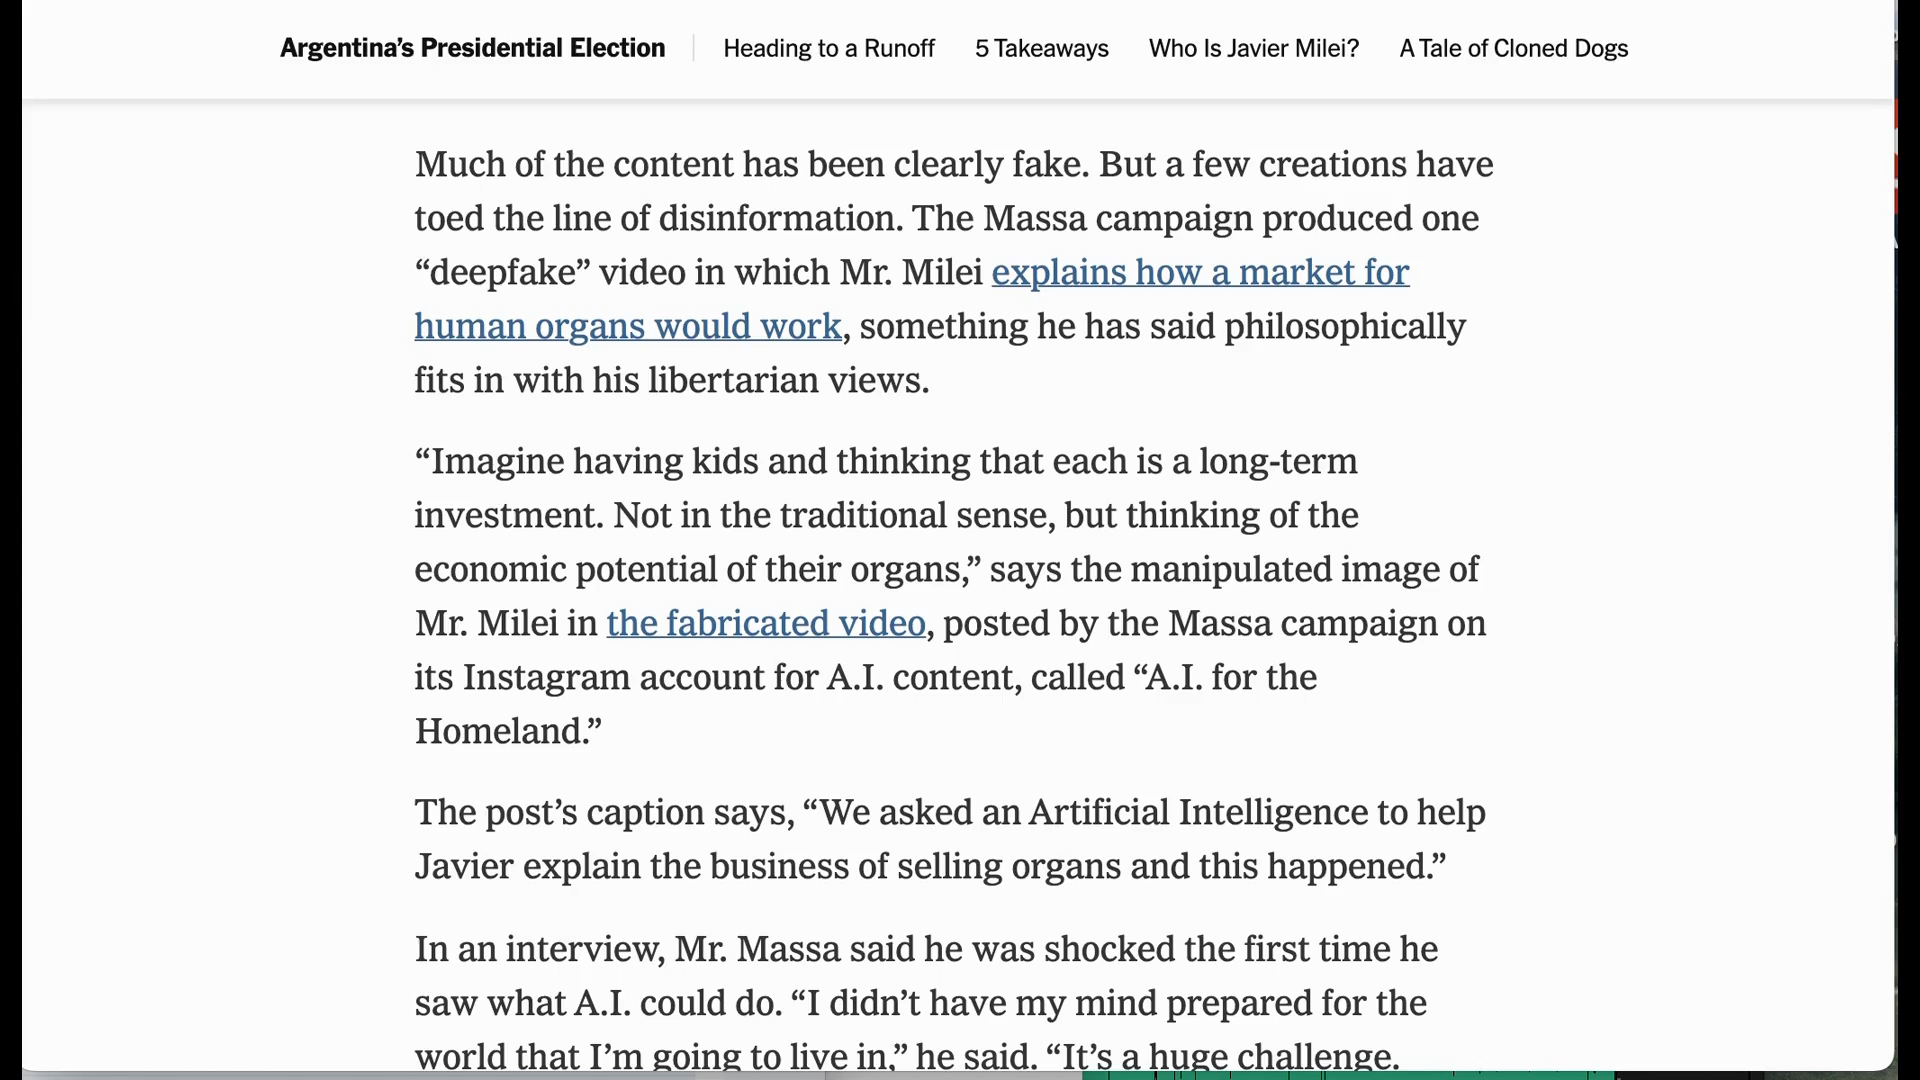 Argentina’s Presidential Election
Heading to a Runoff
5 Takeaways
Who Is Javier Milei?
A Tale of Cloned Dogs
Much of the content has been clearly fake. But a few creations have
toed the line of disinformation. The Massa campaign produced one
“deepfake” video in which Mr. Milei explains how a market for
human organs would work, something he has said philosophically
fits in with his libertarian views.
“Imagine having kids and thinking that each is a long-term
investment. Not in the traditional sense, but thinking of the
economic potential of their organs,” says the manipulated image of
Mr. Milei in the fabricated video, posted by the Massa campaign on
its Instagram account for A.I. content, called “A.I. for the
Homeland.”
The post’s caption says, “We asked an Artificial Intelligence to help
Javier explain the business of selling organs and this happened.”
In an interview, Mr. Massa said he was shocked the first time he
saw what A.I. could do. “I didn’t have my mind prepared for the
world that I’m going to live in,” he said. “It’s a huge challenge.